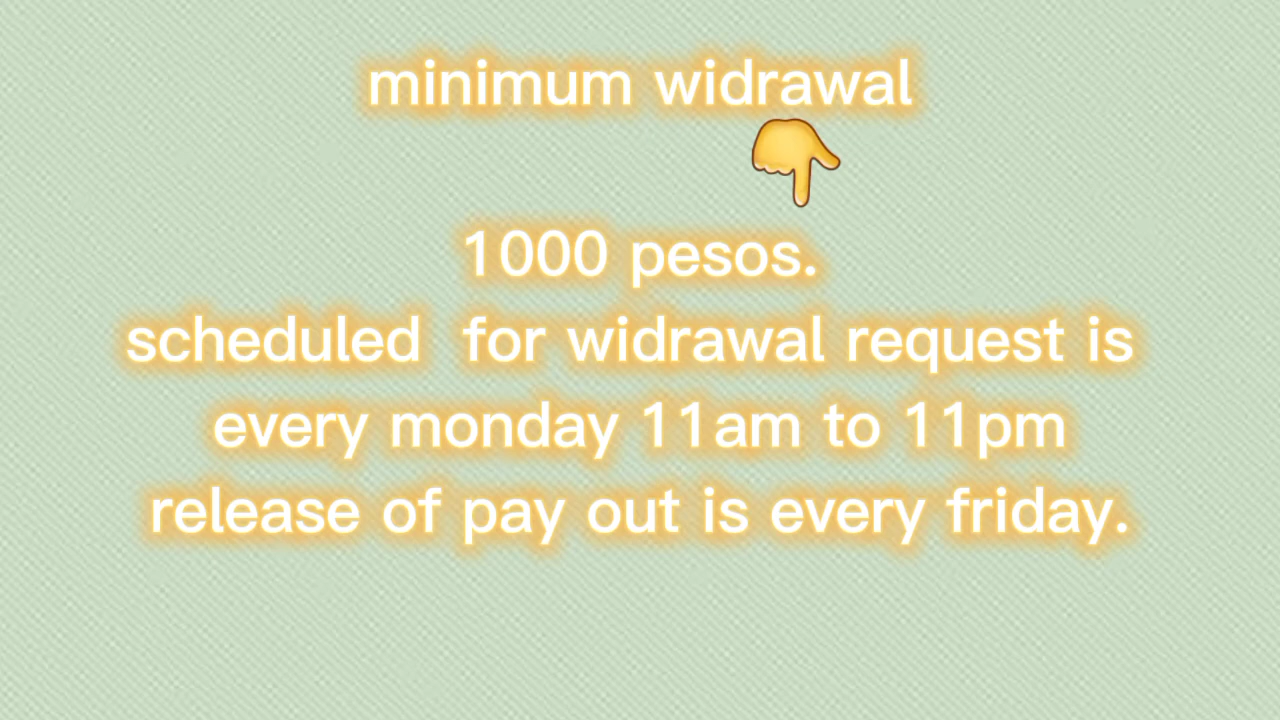 minimum widrawal
1000 pesos.
scheduled for widrawal request is
every monday 11am to 11pm
release of pay out is every friday.